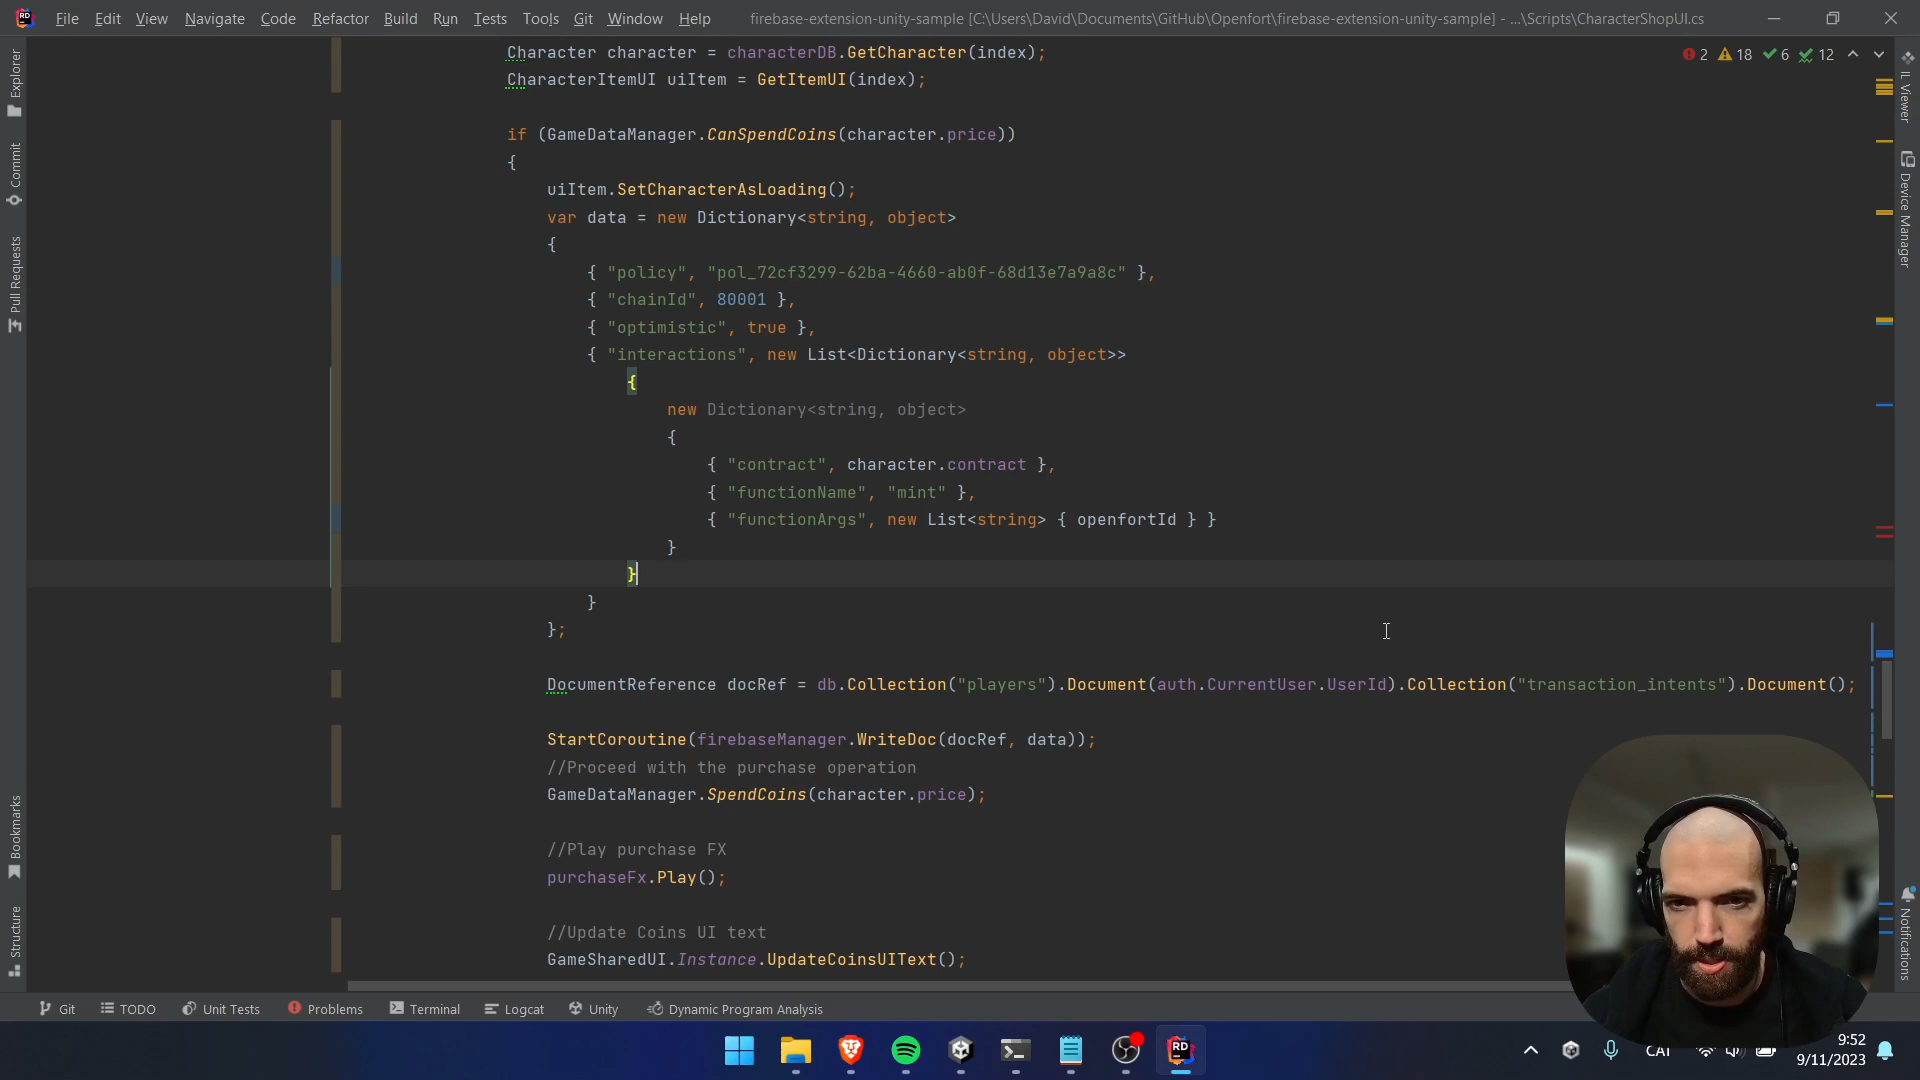 File Edit View Navigate Code Refactor Build Run Tests Tools Git Window Help firebase-extension-unity-sample [C:\Users\David\Documents\GitHub\Openfort\firebase-extension-unity-sample] - ...\Scripts\CharacterShopUI.cs
Explorer
Commit
Pull Requests
Bookmarks
Structure
Character character = characterDB.GetCharacter(index);
CharacterItemUI uiItem = GetItemUI(index);
if (GameDataManager.CanSpendCoins(character.price))
{
uiItem.SetCharacterAsLoading();
var data = new Dictionary<string, object>
{
{ "policy", "pol_72cf3299-62ba-4660-ab0f-68d13e7a9a8c" },
{ "chainId", 80001 },
{ "optimistic", true },
{ "interactions", new List<Dictionary<string, object>>
{
new Dictionary<string, object>
{
{ "contract", character.contract },
{ "functionName", "mint" },
{ "functionArgs", new List<string> { openfortId } }
}
}
}
};
DocumentReference docRef = db.Collection("players").Document(auth.CurrentUser.UserId).Collection("transaction_intents").Document();
StartCoroutine(firebaseManager.WriteDoc(docRef, data));
//Proceed with the purchase operation
GameDataManager.SpendCoins(character.price);
//Play purchase FX
purchaseFx.Play();
//Update Coins UI text
GameSharedUI.Instance.UpdateCoinsUIText();
2 18 6 12
IL Viewer
Device Manager
Notifications
Git TODO Unit Tests Problems Terminal Logcat Unity Dynamic Program Analysis
RD
CAT
9:52
9/11/2023